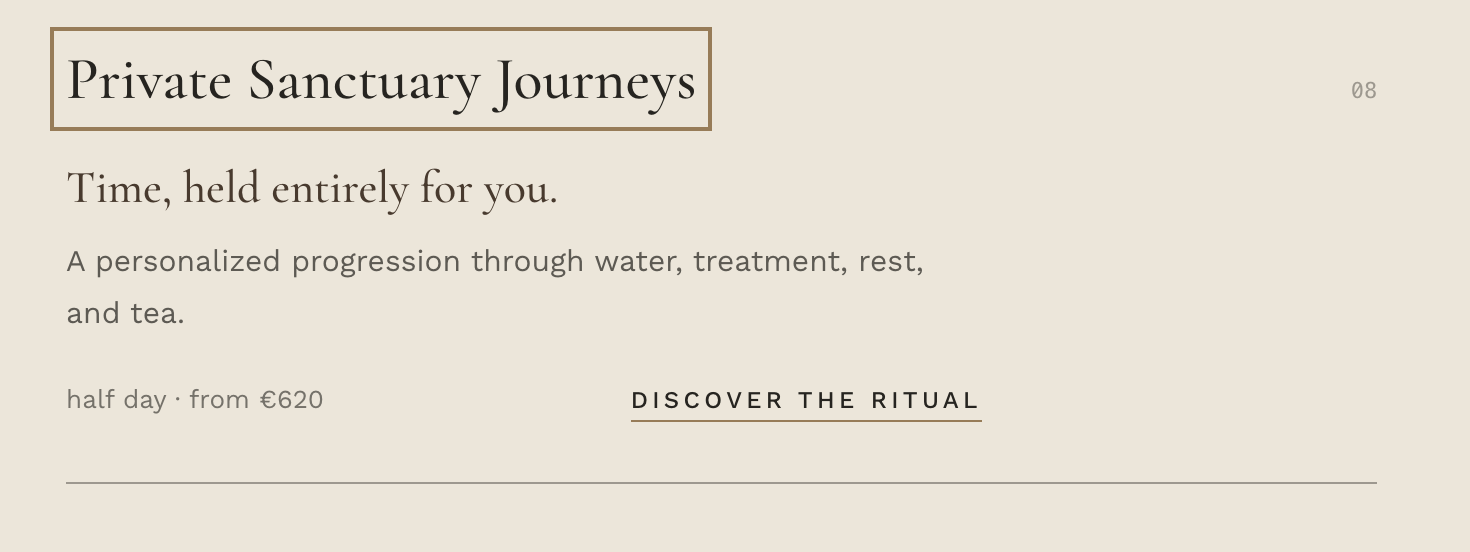 Private Sanctuary Journeys
08
Time, held entirely for you.
A personalized progression through water, treatment, rest,
and tea.
half day · from €620
DISCOVER THE RITUAL